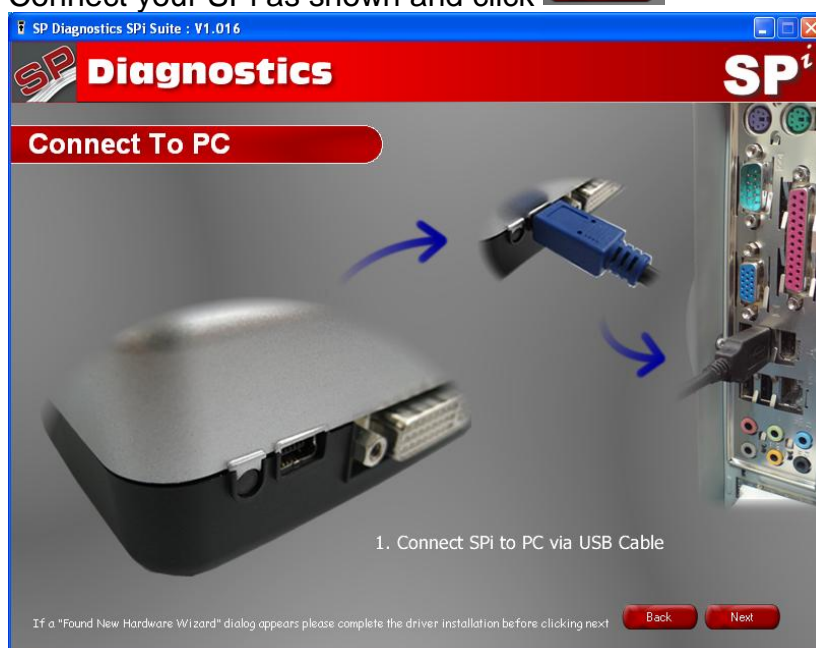 Connect your SPi as shown and click
SP Diagnostics SPi Suite : V1.016
SP Diagnostics
SPi
Connect To PC
1. Connect SPi to PC via USB Cable
If a "Found New Hardware Wizard" dialog appears please complete the driver installation before clicking next
Back
Next